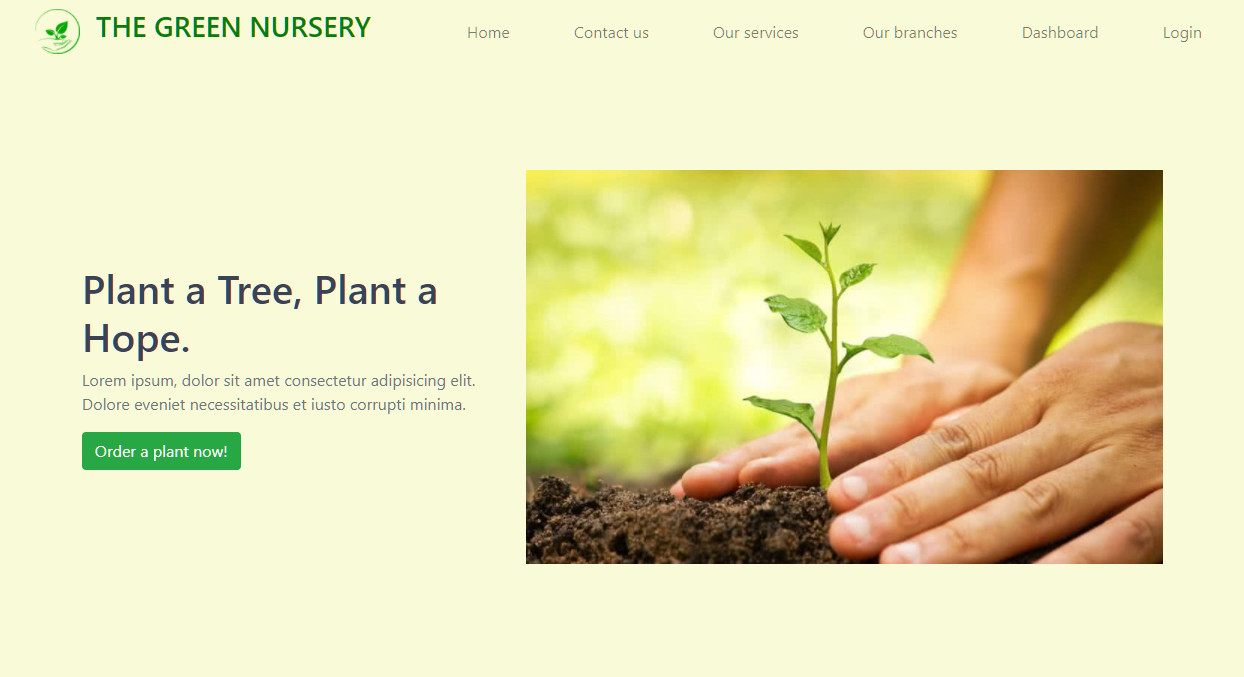 THE GREEN NURSERY
Home Contact us Our services Our branches Dashboard Login
Plant a Tree, Plant a
Hope.
Lorem ipsum, dolor sit amet consectetur adipisicing elit.
Dolore eveniet necessitatibus et iusto corrupti minima.
Order a plant now!